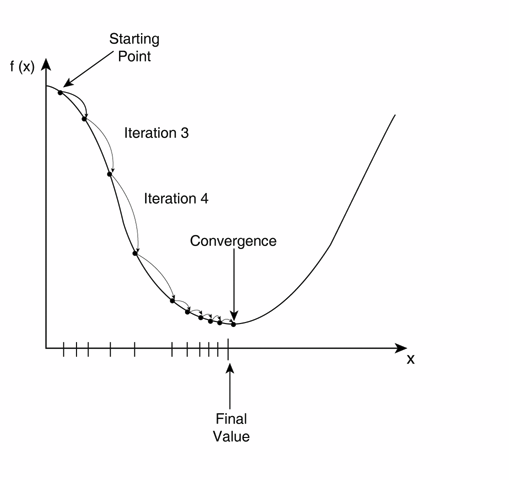 Starting
Point
f (x)
Iteration 3
Iteration 4
Convergence
x
Final
Value